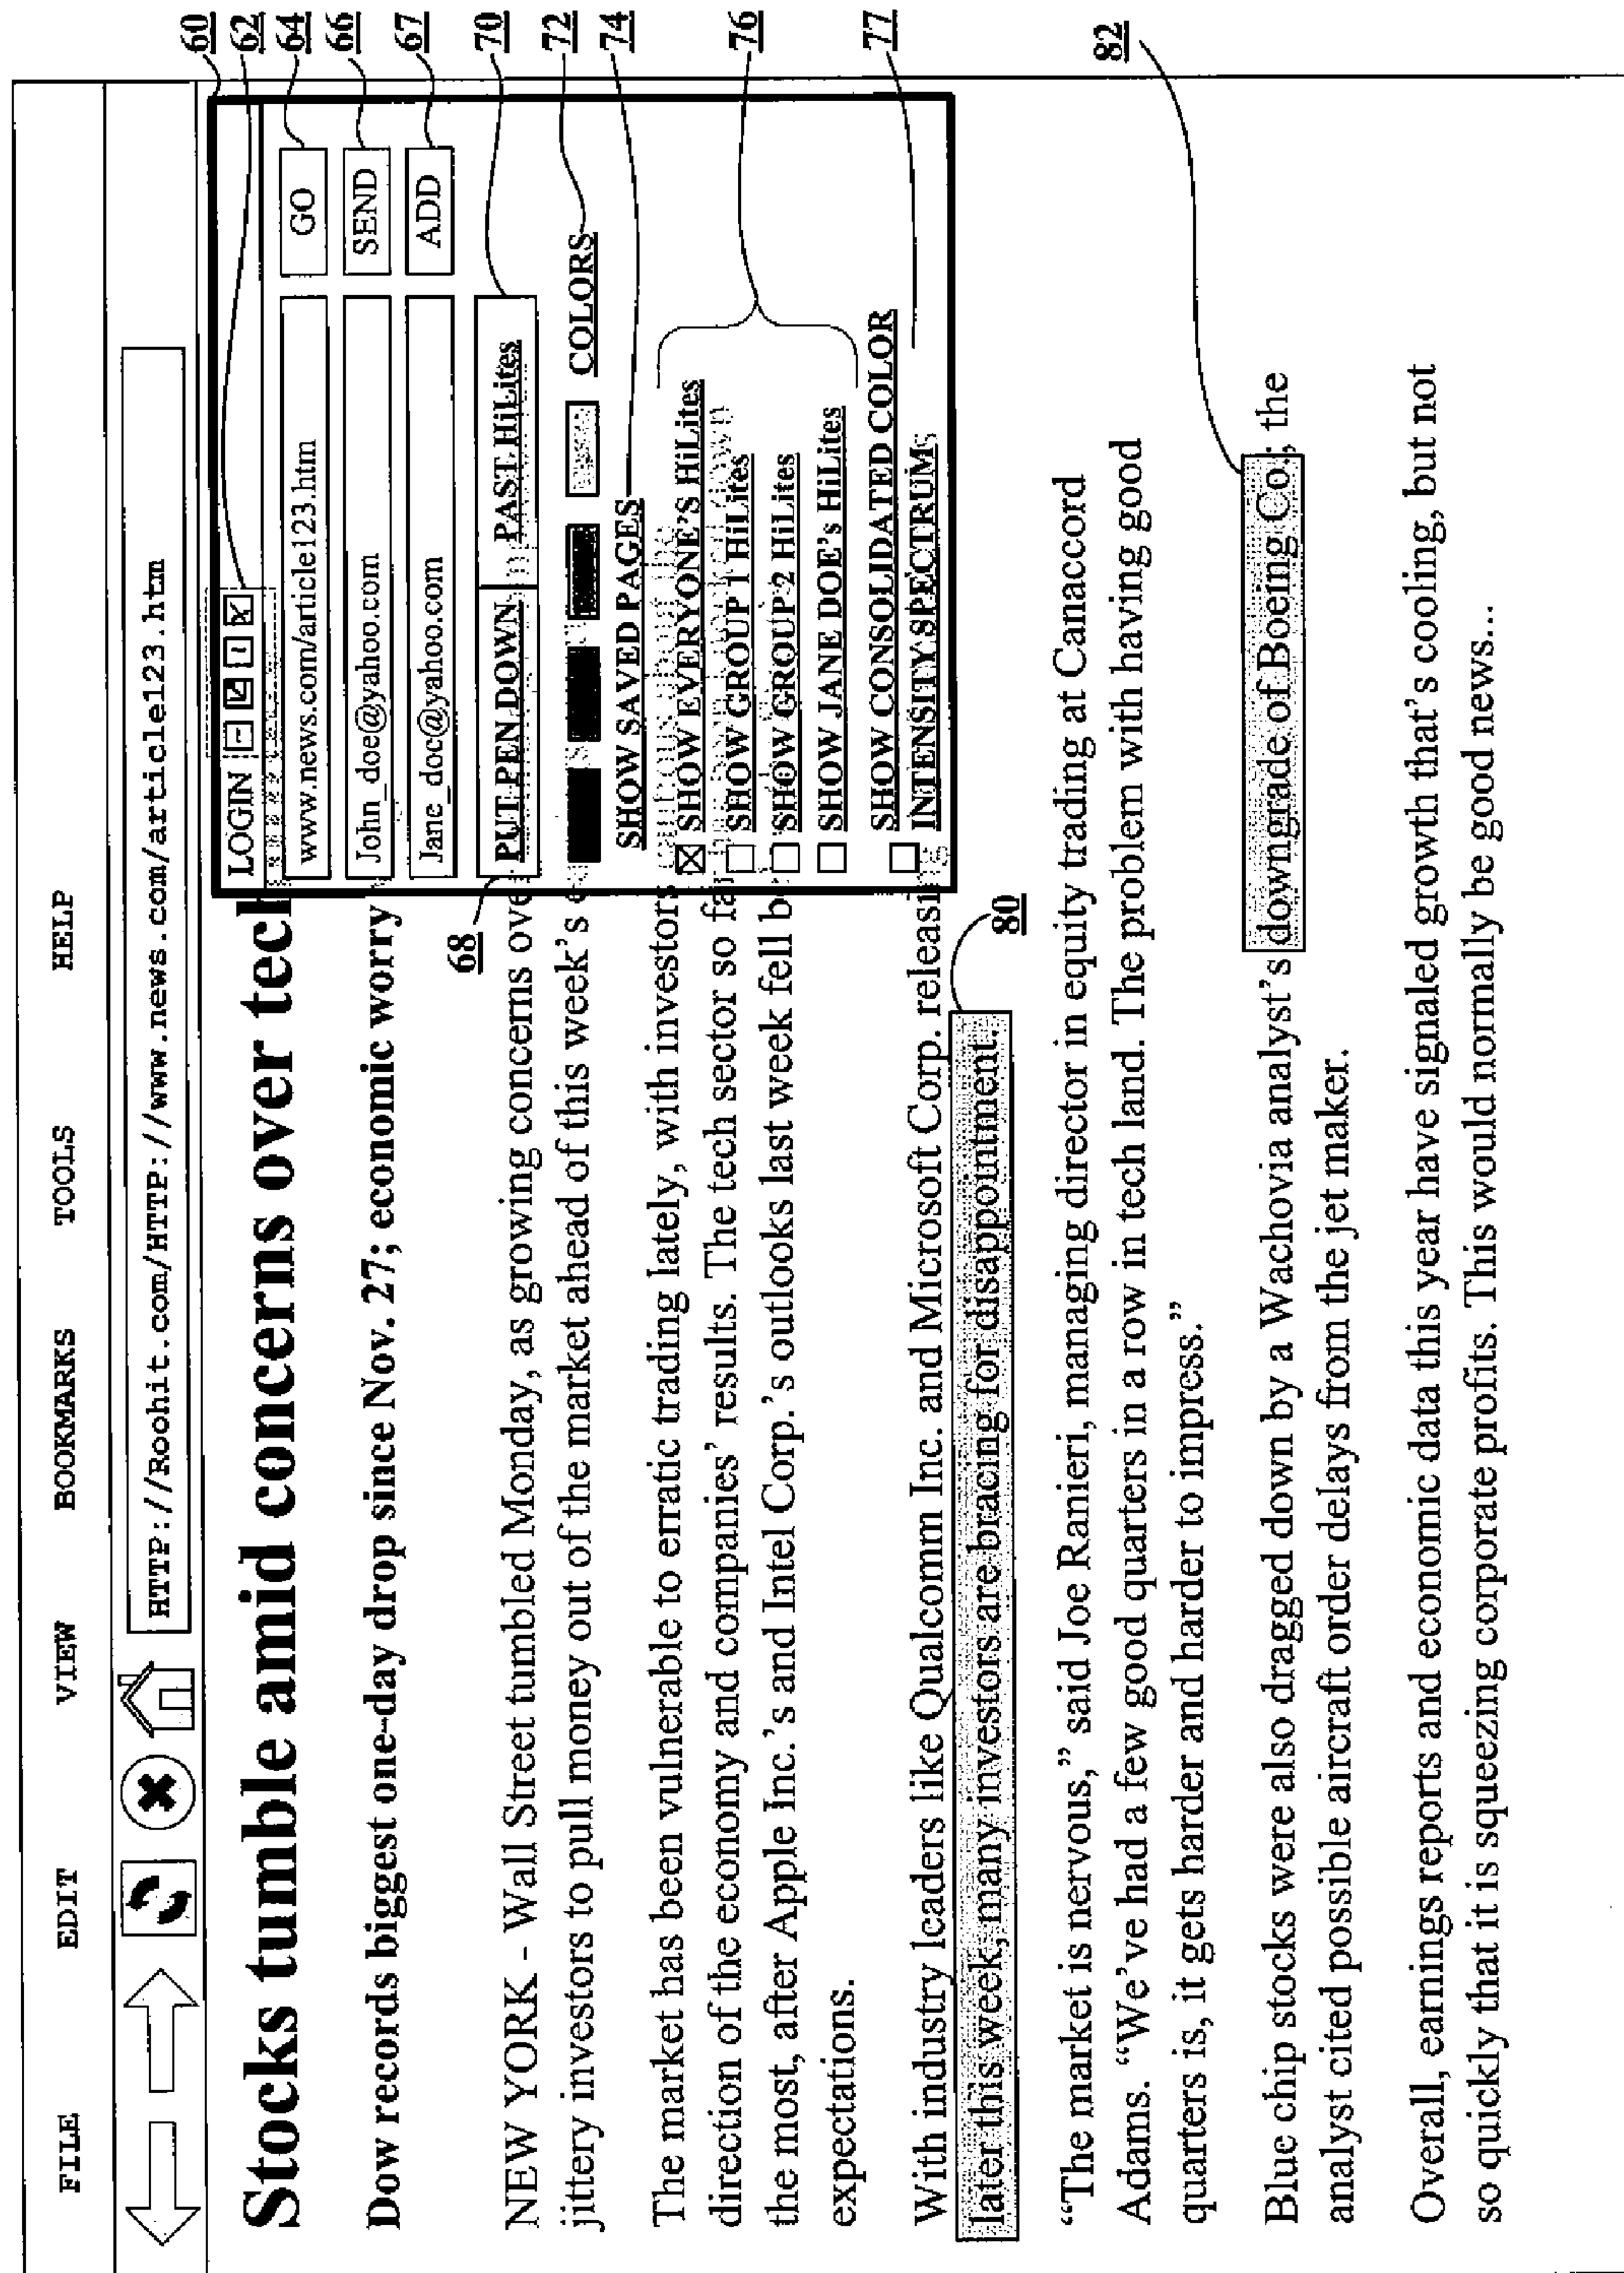 FILE EDIT VIEW BOOKMARKS TOOLS HELP
HTTP://Roohit.com/HTTP://www.news.com/article123.htm
Stocks tumble amid concerns over tech
Dow records biggest one-day drop since Nov. 27; economic worry
NEW YORK - Wall Street tumbled Monday, as growing concerns ove
jittery investors to pull money out of the market ahead of this week's
The market has been vulnerable to erratic trading lately, with investors
direction of the economy and companies' results. The tech sector so fa
the most, after Apple Inc.'s and Intel Corp.'s outlooks last week fell b
expectations.
With industry leaders like Qualcomm Inc. and Microsoft Corp. releasi
later this week, many investors are bracing for disappointment.
“The market is nervous,” said Joe Ranieri, managing director in equity trading at Canaccord
Adams. “We've had a few good quarters in a row in tech land. The problem with having good
quarters is, it gets harder and harder to impress.”
Blue chip stocks were also dragged down by a Wachovia analyst's downgrade of Boeing Co.; the
analyst cited possible aircraft order delays from the jet maker.
Overall, earnings reports and economic data this year have signaled growth that's cooling, but not
so quickly that it is squeezing corporate profits. This would normally be good news...
LOGIN
www.news.com/article123.htm GO
John_doe@yahoo.com SEND
Jane_doe@yahoo.com ADD
PUT PEN DOWN PAST HiLites
COLORS
SHOW SAVED PAGES
SHOW EVERYONE'S HiLites
SHOW GROUP 1 HiLites
SHOW GROUP 2 HiLites
SHOW JANE DOE's HiLites
SHOW CONSOLIDATED COLOR
INTENSITY SPECTRUM
60
62
64
66
67
68
70
72
74
76
77
80
82